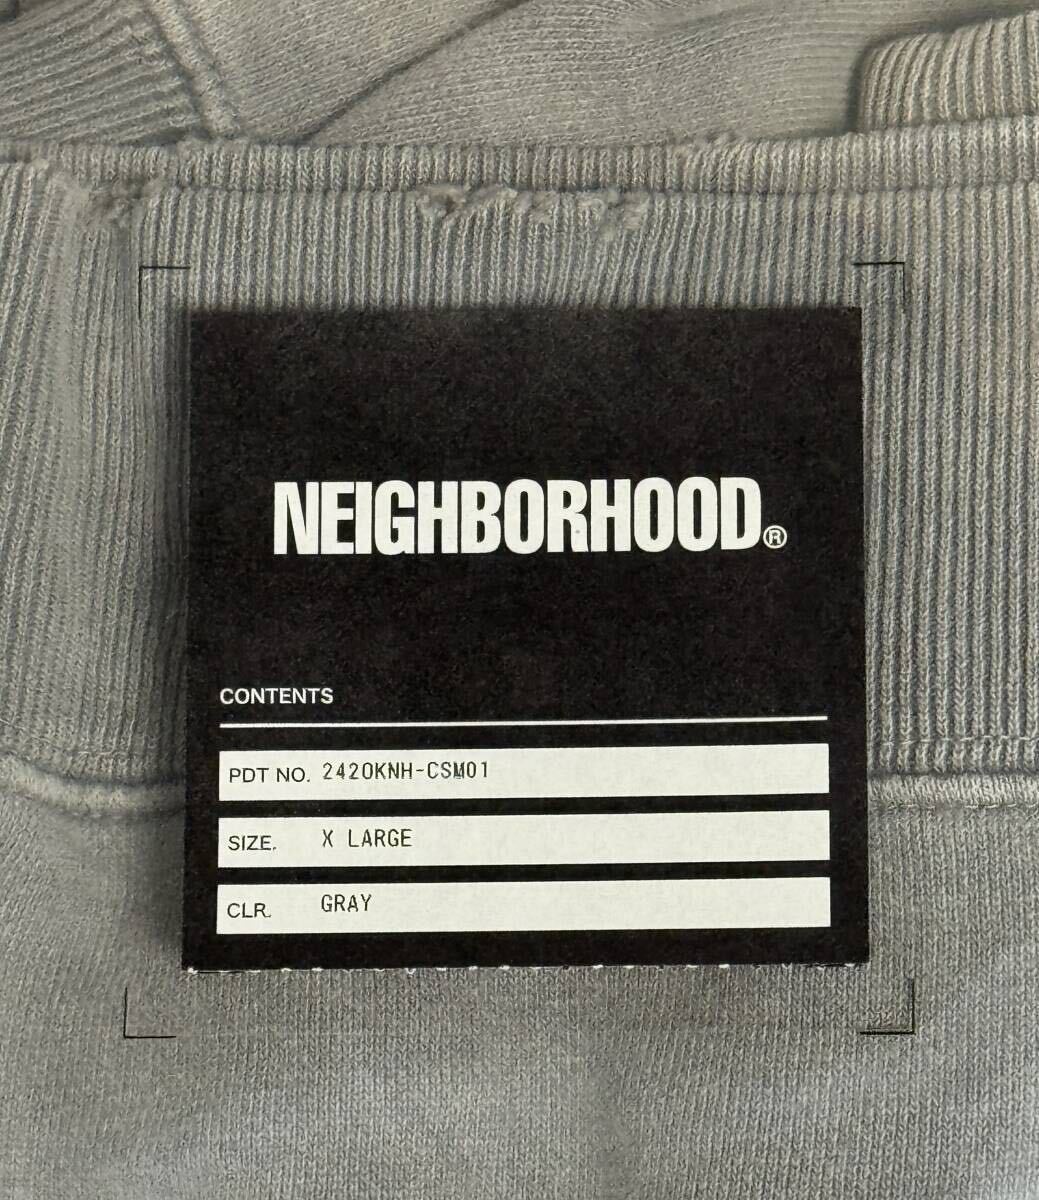 NEIGHBORHOOD®
CONTENTS
PDT NO. 242OKNH-CSM01
SIZE. X LARGE
CLR. GRAY